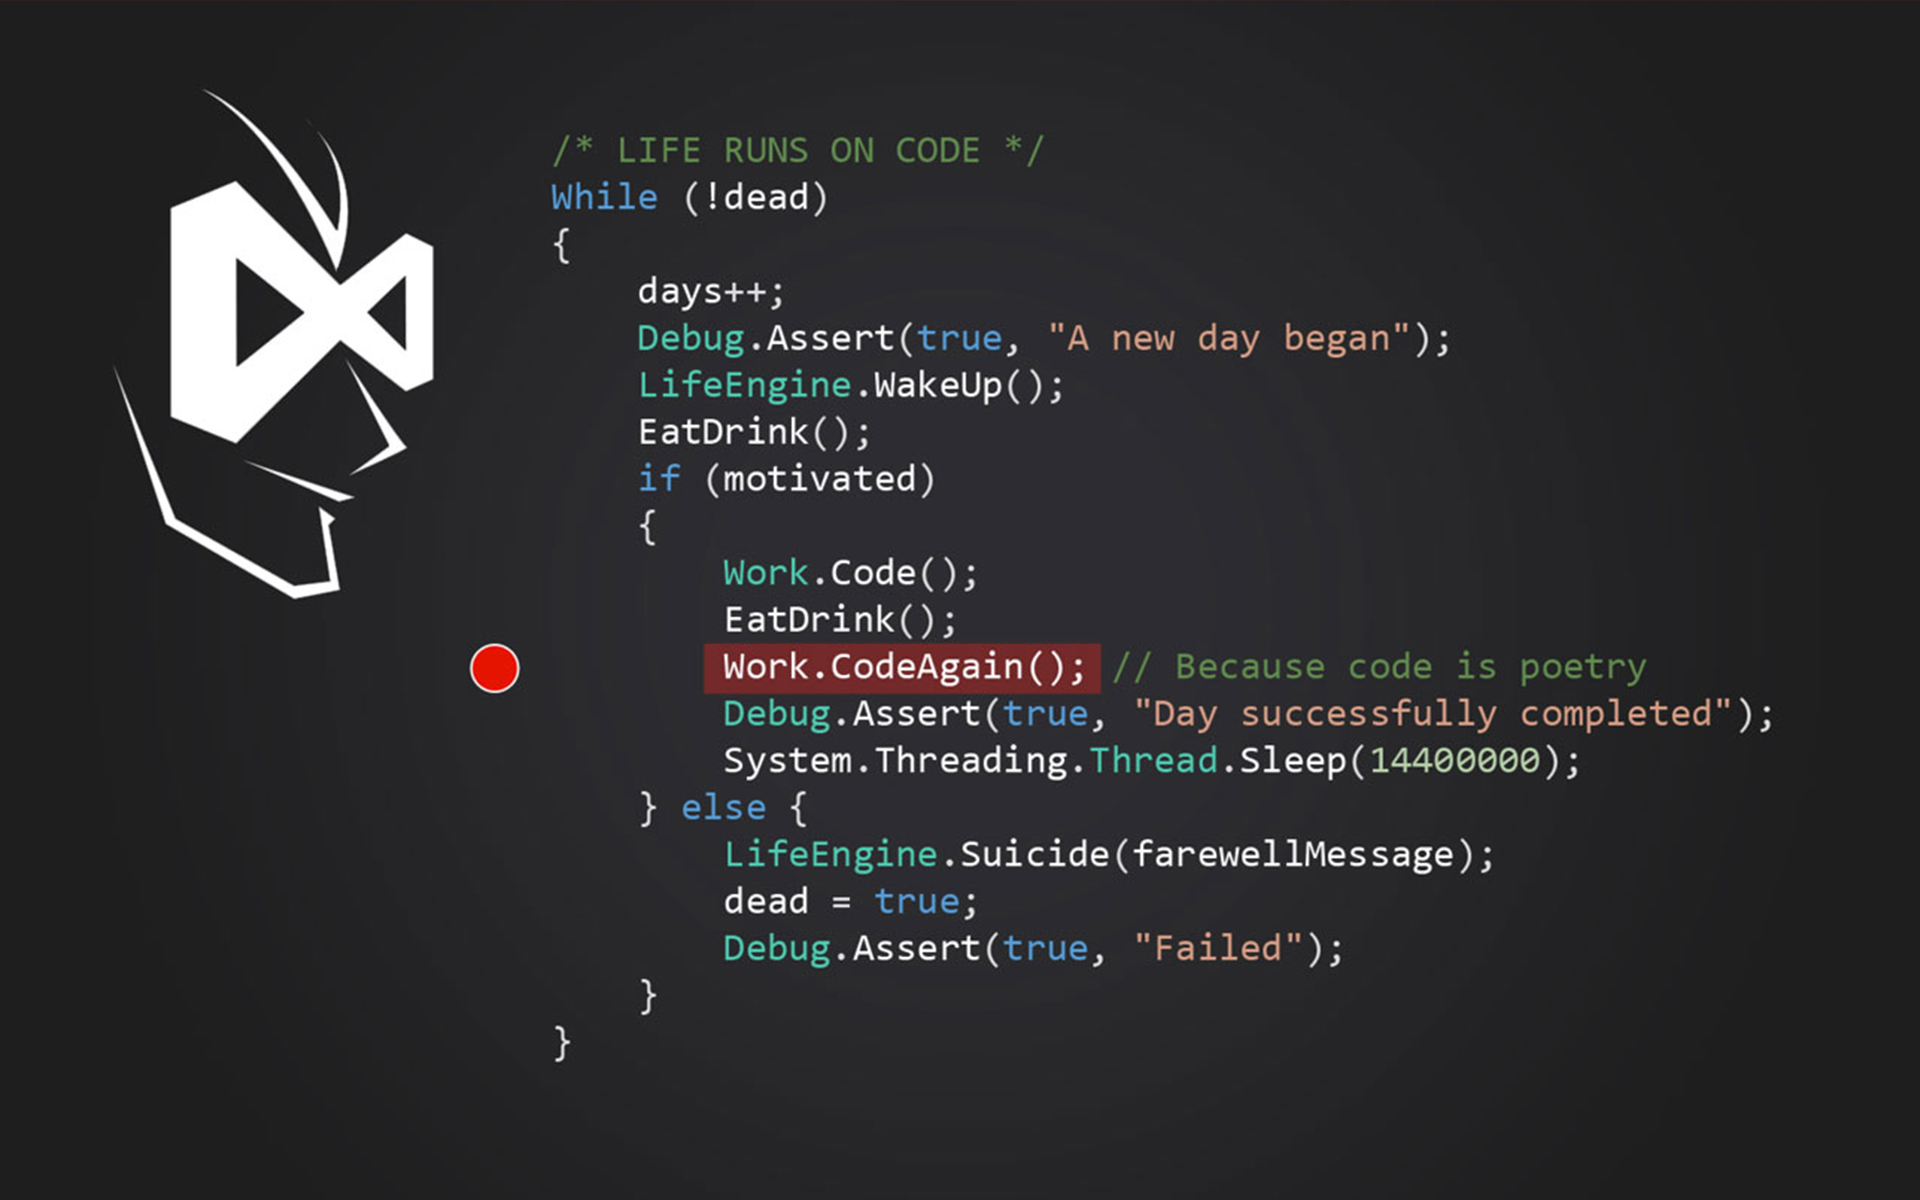 /* LIFE RUNS ON CODE */
While (!dead)
{
    days++;
    Debug.Assert(true, "A new day began");
    LifeEngine.WakeUp();
    EatDrink();
    if (motivated)
    {
        Work.Code();
        EatDrink();
        Work.CodeAgain(); // Because code is poetry
        Debug.Assert(true, "Day successfully completed");
        System.Threading.Thread.Sleep(14400000);
    } else {
        LifeEngine.Suicide(farewellMessage);
        dead = true;
        Debug.Assert(true, "Failed");
    }
}